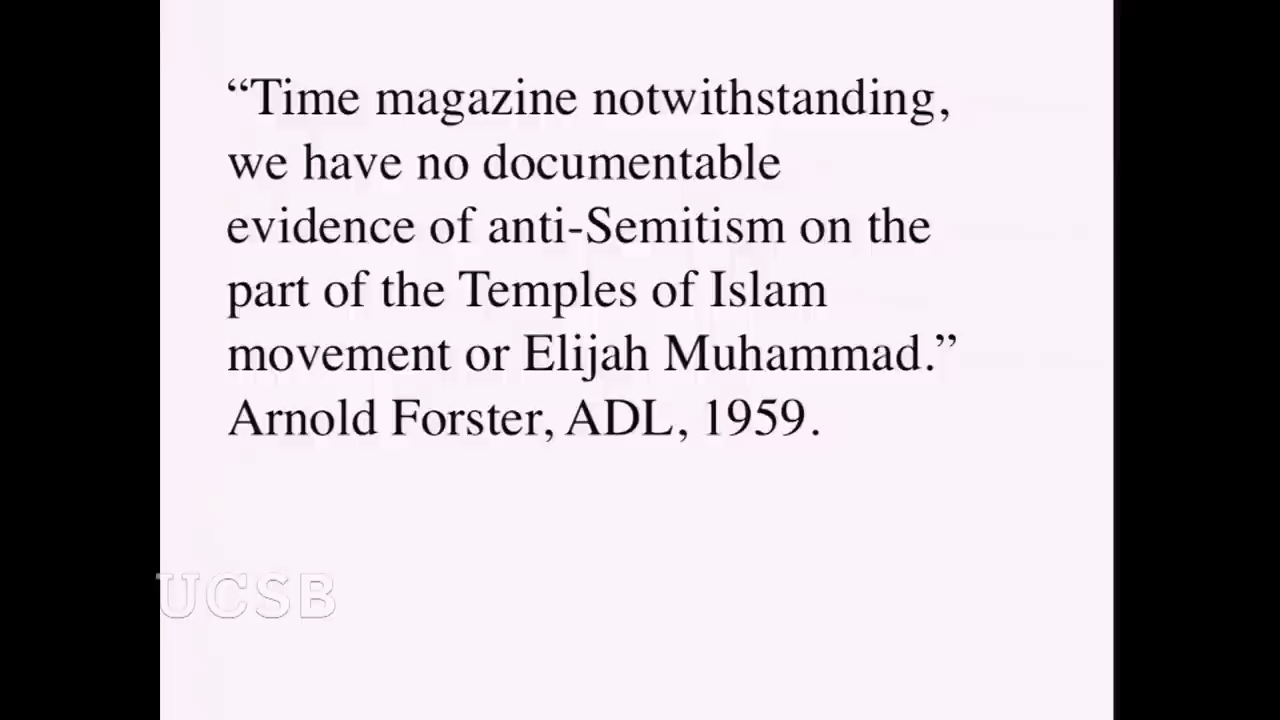 “Time magazine notwithstanding,
we have no documentable
evidence of anti-Semitism on the
part of the Temples of Islam
movement or Elijah Muhammad.”
Arnold Forster, ADL, 1959.
UCSB